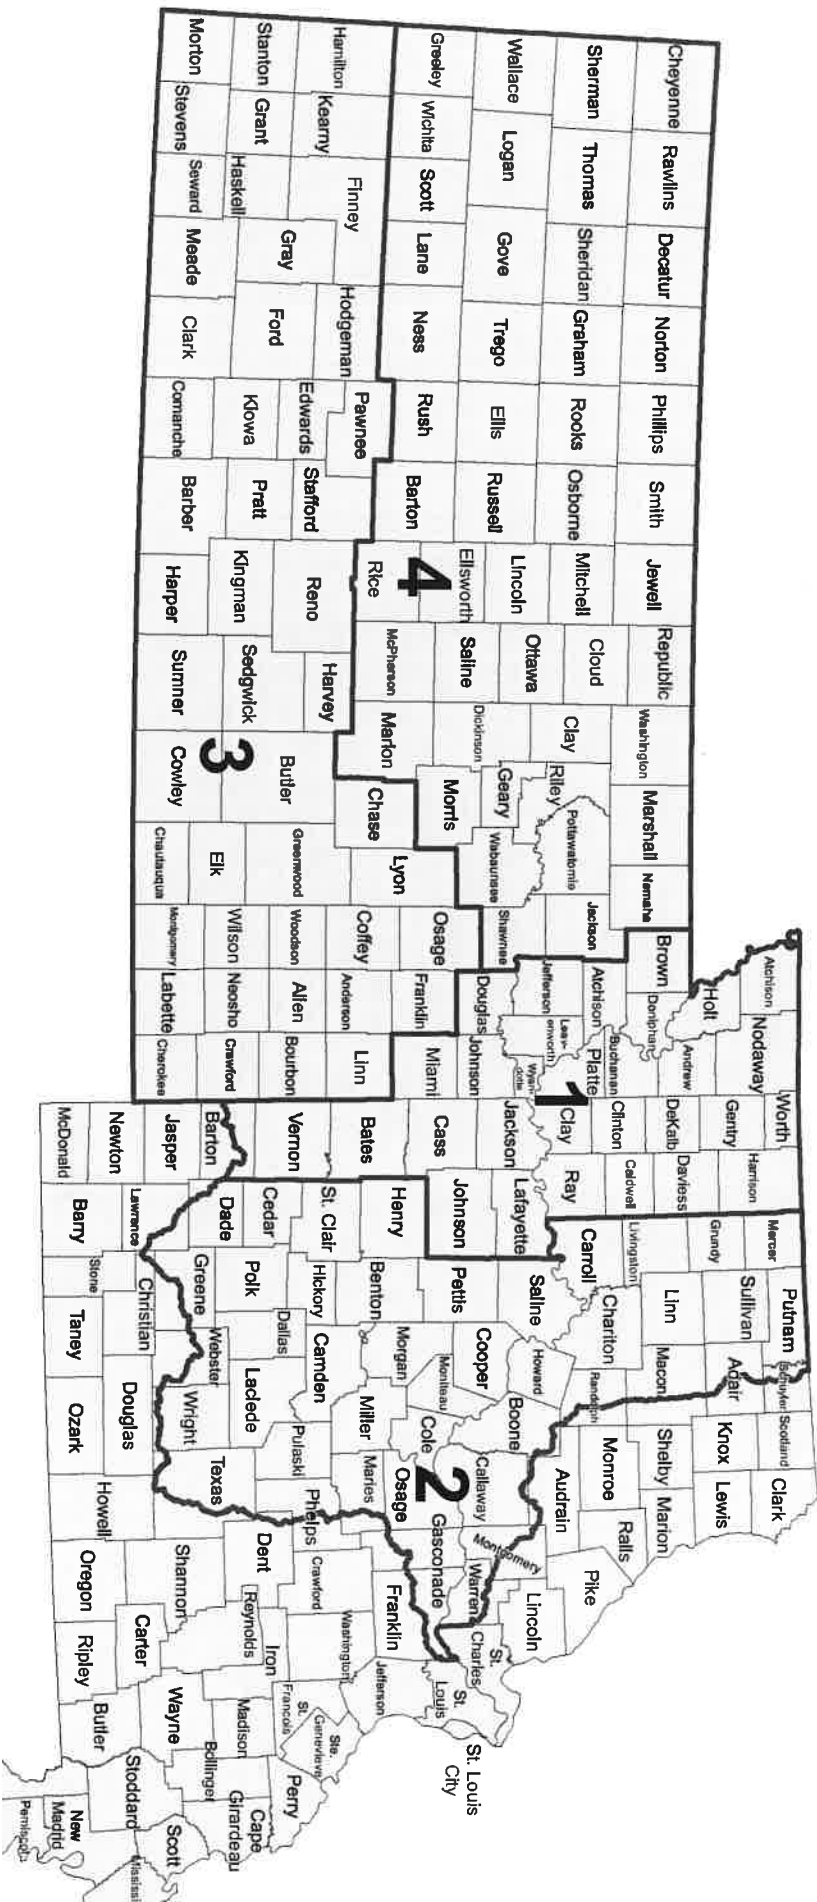 Cheyenne
Rawlins
Decatur
Norton
Phillips
Smith
Jewell
Republic
Washington
Marshall
Nemaha
Brown
Doniphan
Sherman
Thomas
Sheridan
Graham
Rooks
Osborne
Mitchell
Cloud
Clay
Riley
Pottawatomie
Jackson
Atchison
Jefferson
Leav-
enworth
Wyan-
dotte
Wallace
Logan
Gove
Trego
Ellis
Russell
Lincoln
Ottawa
Dickinson
Geary
Wabaunsee
Shawnee
Douglas
Johnson
Greeley
Wichita
Scott
Lane
Ness
Rush
Barton
4
Rice
Ellsworth
McPherson
Saline
Marion
Morris
Chase
Lyon
Osage
Franklin
Miami
Hamilton
Kearny
Finney
Hodgeman
Pawnee
Edwards
Stafford
Reno
Harvey
Butler
Greenwood
Coffey
Woodson
Anderson
Allen
Linn
Bourbon
Stanton
Grant
Haskell
Gray
Ford
Kiowa
Pratt
Kingman
Sedgwick
3
Elk
Wilson
Neosho
Crawford
Morton
Stevens
Seward
Meade
Clark
Comanche
Barber
Harper
Sumner
Cowley
Chautauqua
Montgomery
Labette
Cherokee
Atchison
Nodaway
Worth
Harrison
Mercer
Putnam
Schuyler
Scotland
Clark
Holt
Andrew
Gentry
DeKalb
Daviess
Grundy
Sullivan
Adair
Knox
Lewis
Buchanan
Platte
Clinton
Caldwell
Livingston
Linn
Macon
Shelby
Marion
1
Clay
Ray
Carroll
Chariton
Randolph
Monroe
Ralls
Pike
Jackson
Lafayette
Saline
Howard
Boone
Audrain
Callaway
Montgomery
Lincoln
Warren
St.
Charles
St.
Louis
St. Louis
City
Cass
Johnson
Pettis
Cooper
Moniteau
Morgan
Cole
2
Osage
Gasconade
Franklin
Jefferson
Bates
Henry
Benton
Miller
Maries
Vernon
St. Clair
Hickory
Camden
Pulaski
Phelps
Crawford
Washington
St.
Francois
Ste.
Genevieve
Perry
Barton
Cedar
Dade
Polk
Dallas
Laclede
Dent
Iron
Reynolds
Madison
Bollinger
Cape
Girardeau
Jasper
Lawrence
Greene
Webster
Wright
Texas
Shannon
Wayne
Scott
Newton
Christian
Douglas
Howell
Carter
Butler
Stoddard
Mississi
McDonald
Barry
Stone
Taney
Ozark
Oregon
Ripley
New
Madrid
Pemiscot